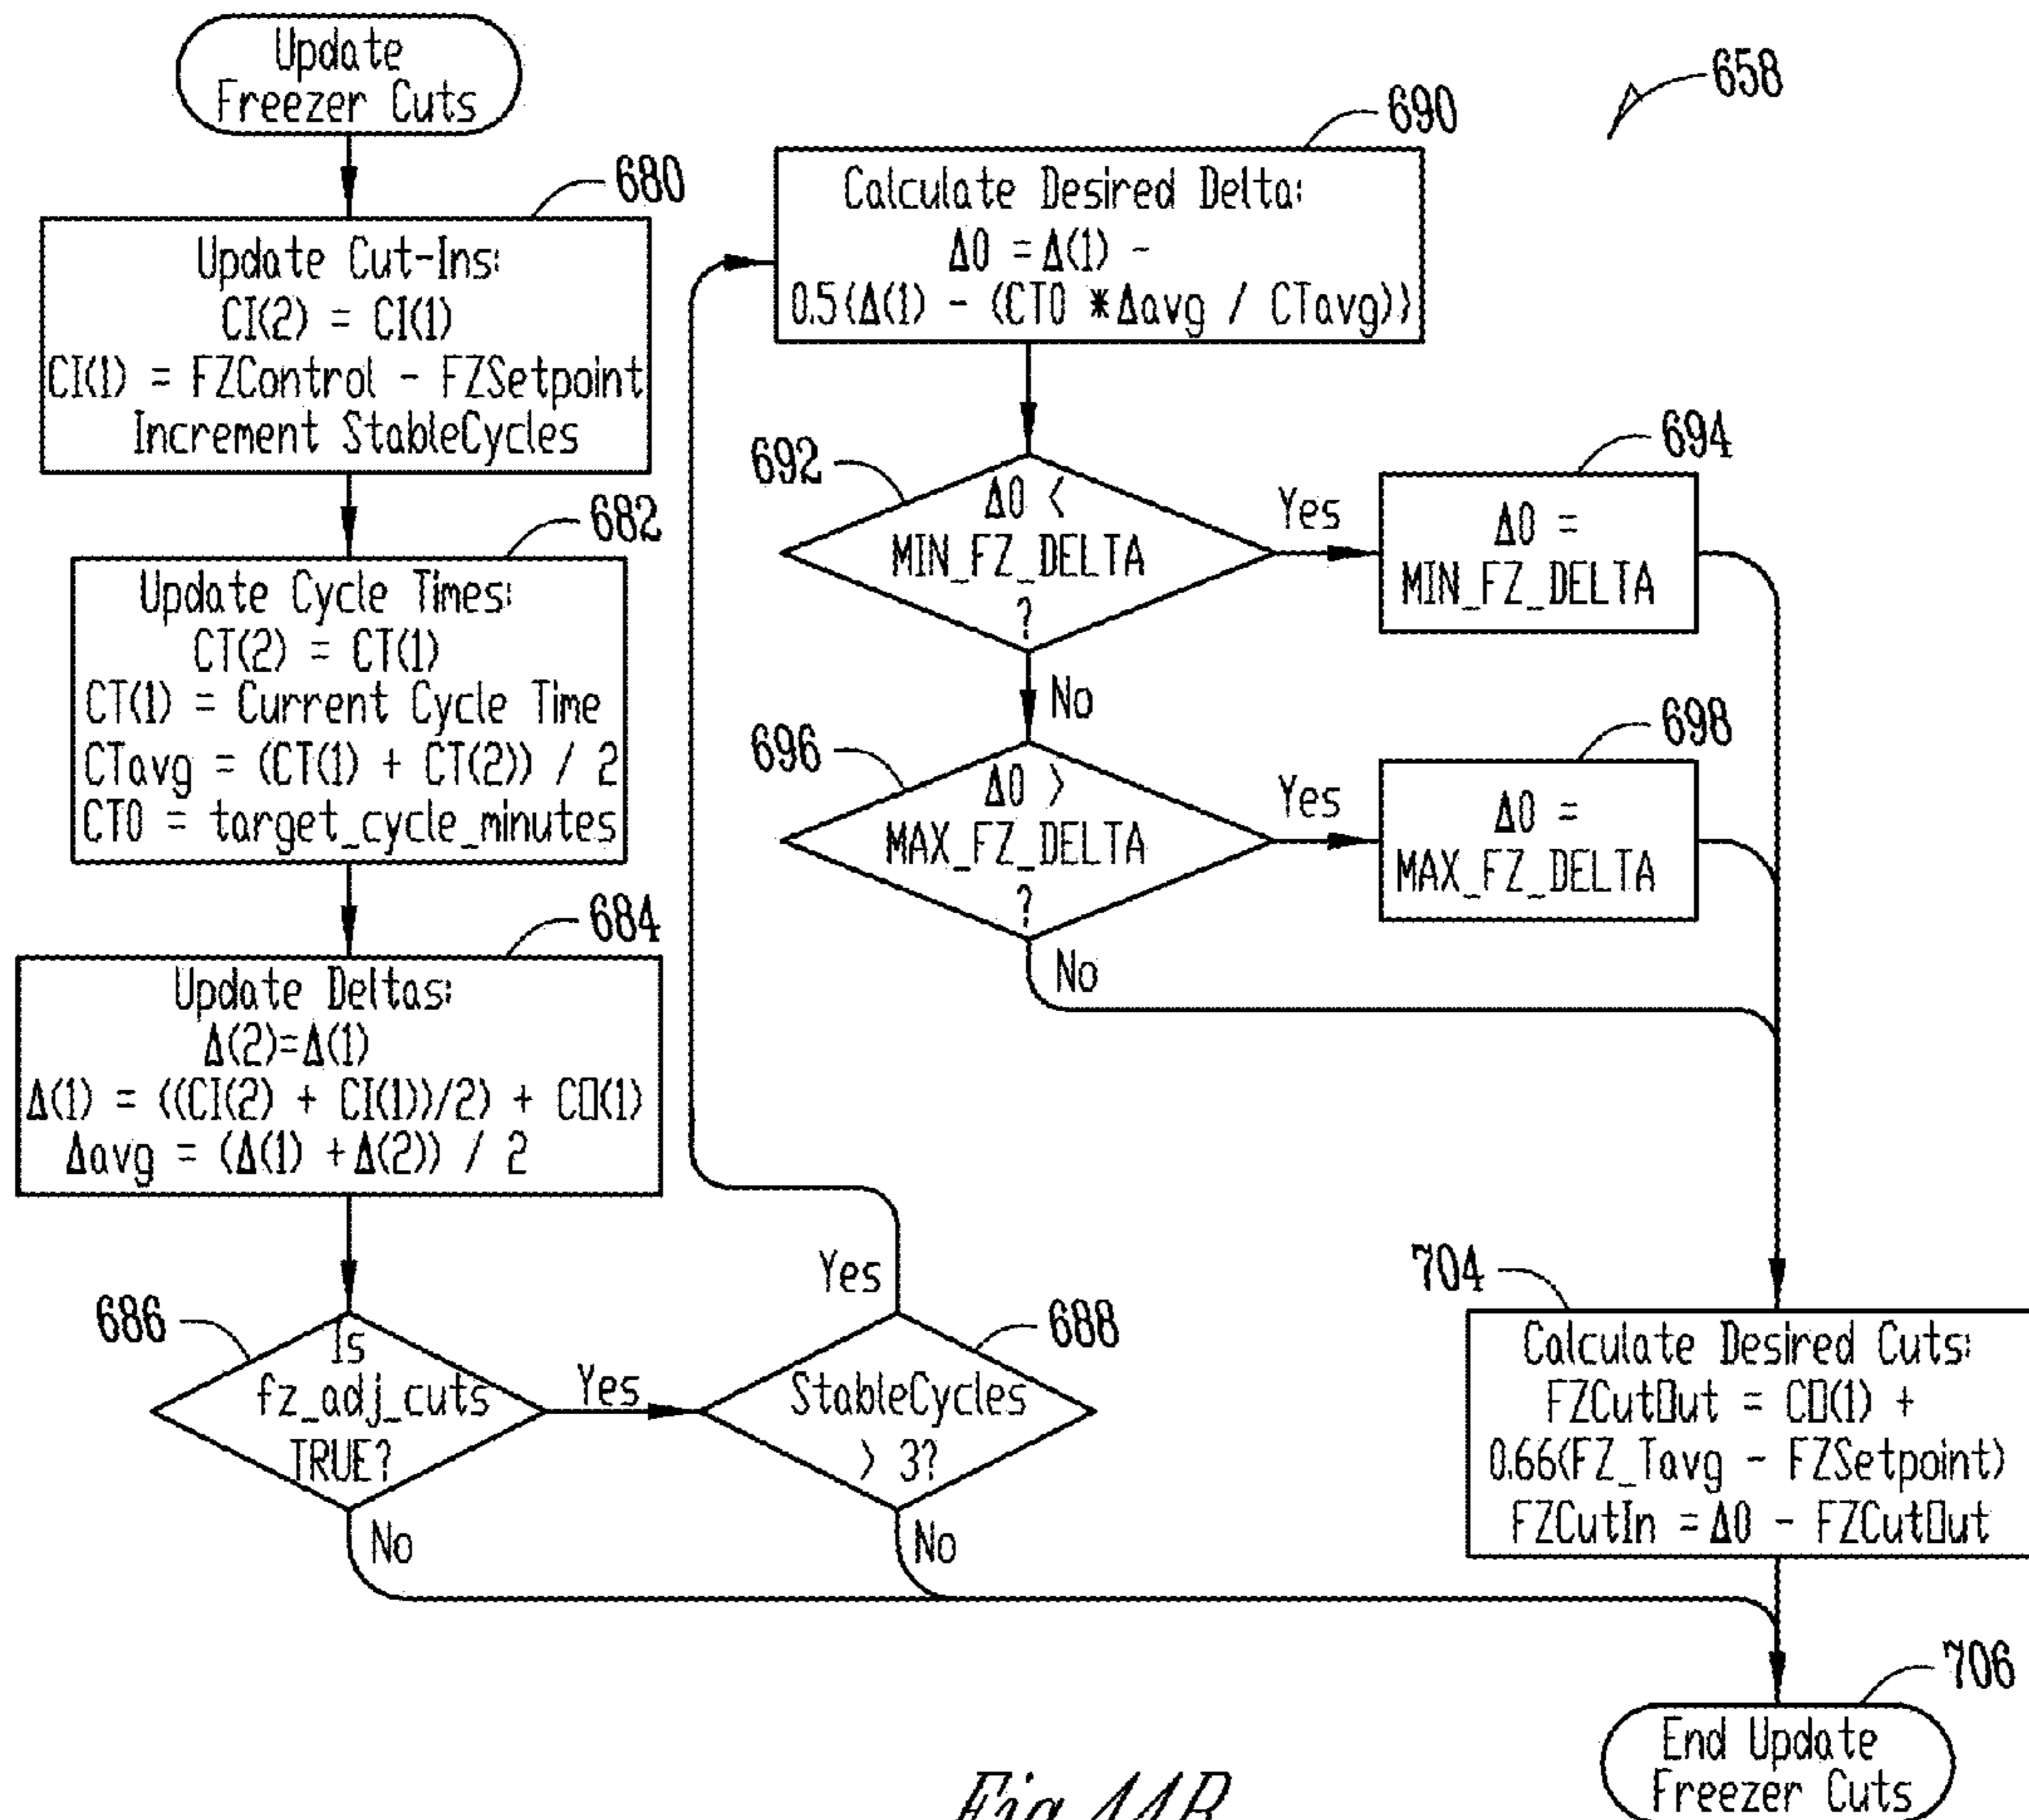 Update
Freezer Cuts
680
Update Cut-Ins:
CI(2) = CI(1)
CI(1) = FZControl - FZSetpoint
Increment StableCycles
682
Update Cycle Times:
CT(2) = CT(1)
CT(1) = Current Cycle Time
CTavg = (CT(1) + CT(2)) / 2
CT0 = target_cycle_minutes
684
Update Deltas:
Δ(2)=Δ(1)
Δ(1) = ((CI(2) + CI(1))/2) + CO(1)
Δavg = (Δ(1) +Δ(2)) / 2
686
Is
fz_adj_cuts
TRUE?
Yes
No
688
StableCycles
> 3?
Yes
No
658
690
Calculate Desired Delta:
Δ0 = Δ(1) -
0.5(Δ(1) - (CT0 *Δavg / CTavg))
692
Δ0 <
MIN_FZ_DELTA
?
Yes
No
694
Δ0 =
MIN_FZ_DELTA
696
Δ0 >
MAX_FZ_DELTA
?
Yes
No
698
Δ0 =
MAX_FZ_DELTA
704
Calculate Desired Cuts:
FZCutOut = CO(1) +
0.66(FZ_Tavg - FZSetpoint)
FZCutIn = Δ0 - FZCutOut
706
End Update
Freezer Cuts
Fig. 44B